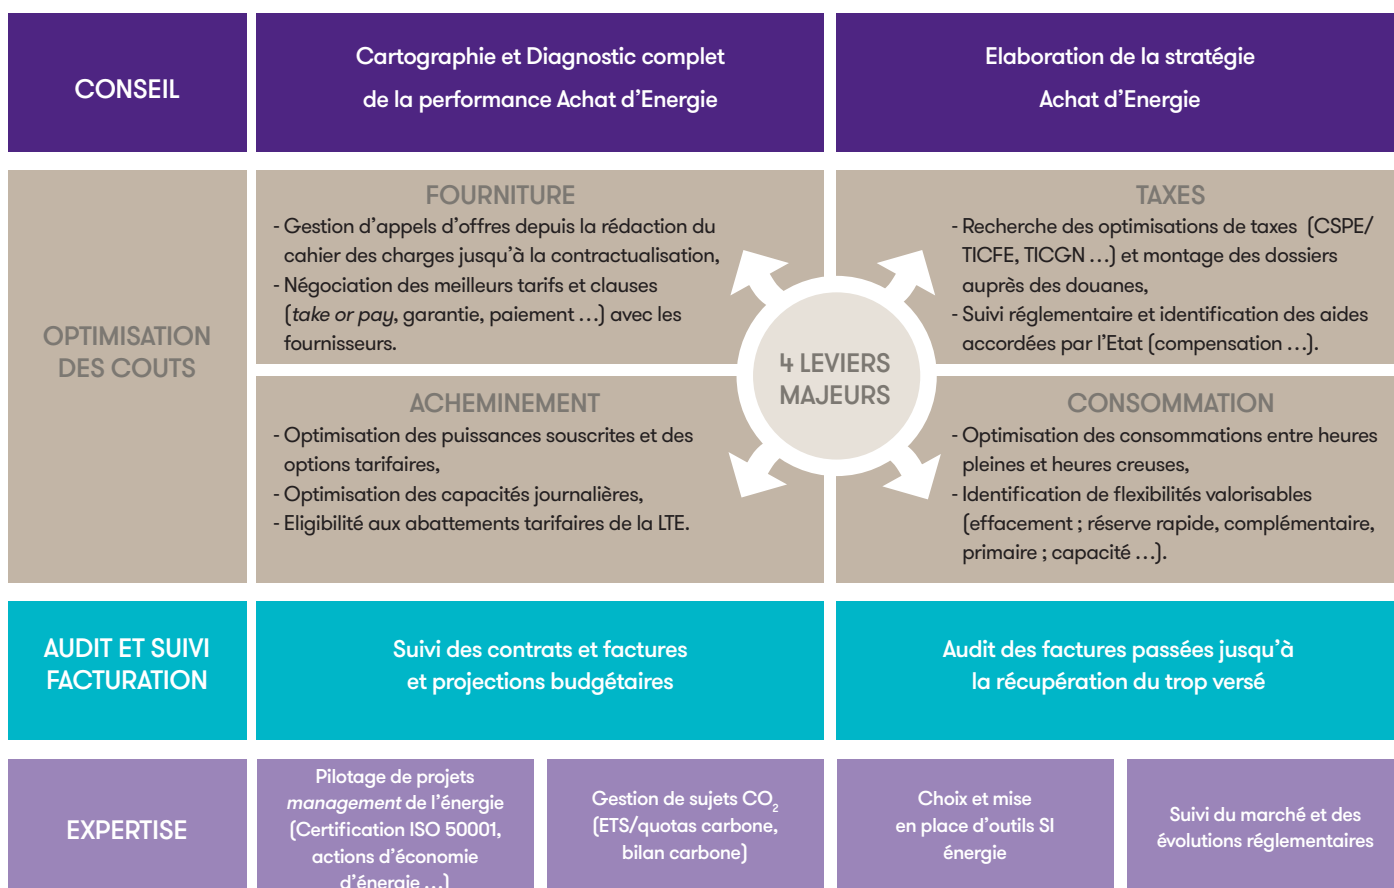 CONSEIL
Cartographie et Diagnostic complet
de la performance Achat d'Energie
Elaboration de la stratégie
Achat d'Energie
OPTIMISATION
DES COUTS
FOURNITURE
- Gestion d'appels d'offres depuis la rédaction du
cahier des charges jusqu'à la contractualisation,
- Négociation des meilleurs tarifs et clauses
(take or pay, garantie, paiement …) avec les
fournisseurs.
TAXES
- Recherche des optimisations de taxes (CSPE/
TICFE, TICGN …) et montage des dossiers
auprès des douanes,
- Suivi réglementaire et identification des aides
accordées par l'Etat (compensation …).
4 LEVIERS
MAJEURS
ACHEMINEMENT
- Optimisation des puissances souscrites et des
options tarifaires,
- Optimisation des capacités journalières,
- Eligibilité aux abattements tarifaires de la LTE.
CONSOMMATION
- Optimisation des consommations entre heures
pleines et heures creuses,
- Identification de flexibilités valorisables
(effacement ; réserve rapide, complémentaire,
primaire ; capacité …).
AUDIT ET SUIVI
FACTURATION
Suivi des contrats et factures
et projections budgétaires
Audit des factures passées jusqu'à
la récupération du trop versé
EXPERTISE
Pilotage de projets
management de l'énergie
(Certification ISO 50001,
actions d'économie
d'énergie …)
Gestion de sujets CO₂
(ETS/quotas carbone,
bilan carbone)
Choix et mise
en place d'outils SI
énergie
Suivi du marché et des
évolutions réglementaires